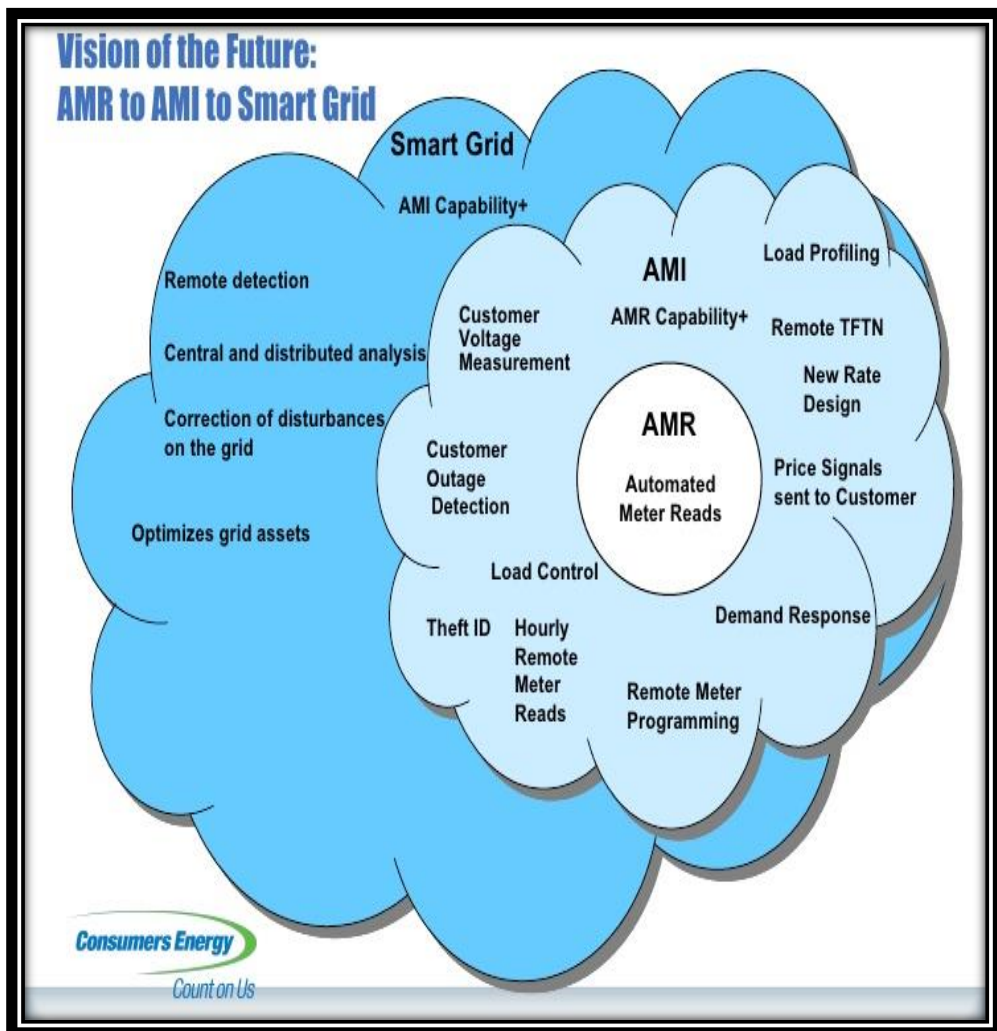 Vision of the Future:
AMR to AMI to Smart Grid
Smart Grid
AMI Capability+
Remote detection
Central and distributed analysis
Correction of disturbances
on the grid
Optimizes grid assets
AMI
AMR Capability+
Load Profiling
Customer
Voltage
Measurement
Remote TFTN
New Rate
Design
AMR
Automated
Meter Reads
Customer
Outage
Detection
Price Signals
sent to Customer
Load Control
Theft ID
Hourly
Remote
Meter
Reads
Demand Response
Remote Meter
Programming
Consumers Energy
Count on Us